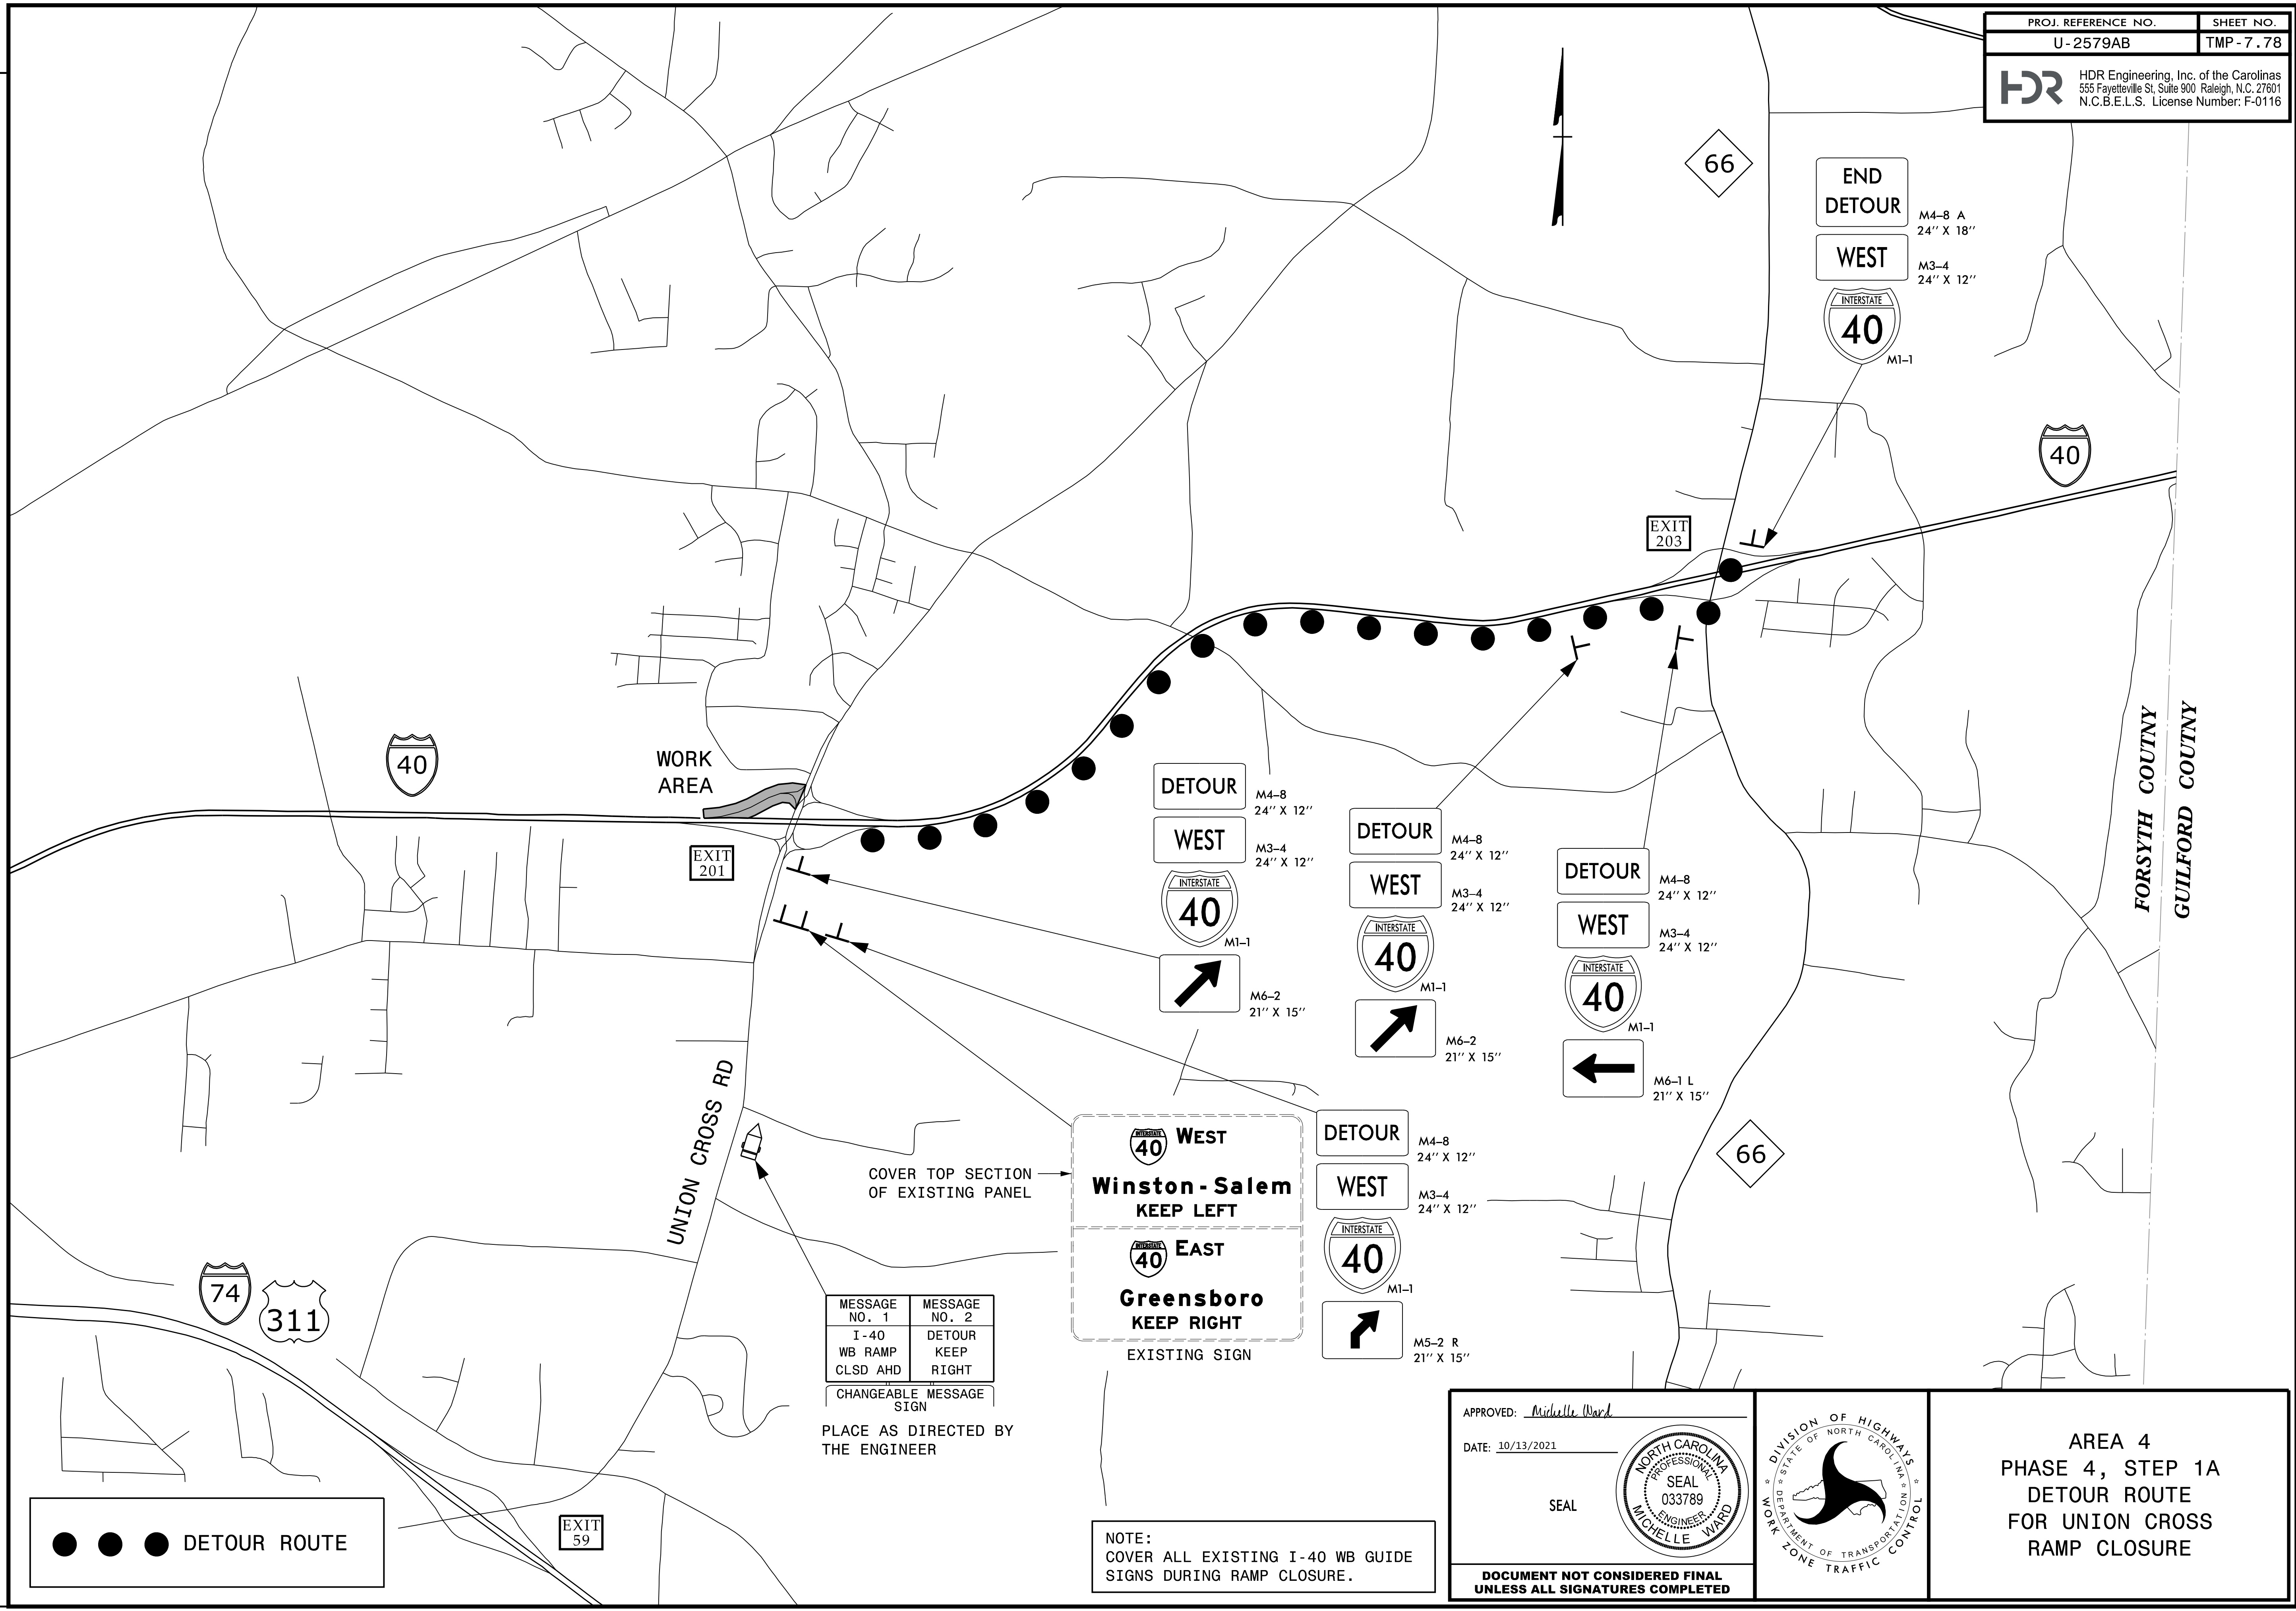 PROJ. REFERENCE NO.
SHEET NO.
U-2579AB
TMP-7.78
HDR
HDR Engineering, Inc. of the Carolinas
555 Fayetteville St, Suite 900 Raleigh, N.C. 27601
N.C.B.E.L.S. License Number: F-0116
66
END
DETOUR
M4-8 A
24'' X 18''
WEST
M3-4
24'' X 12''
INTERSTATE
40
M1-1
40
EXIT
203
FORSYTH COUTNY
GUILFORD COUTNY
40
WORK
AREA
EXIT
201
DETOUR
M4-8
24'' X 12''
WEST
M3-4
24'' X 12''
INTERSTATE
40
M1-1
M6-2
21'' X 15''
DETOUR
M4-8
24'' X 12''
WEST
M3-4
24'' X 12''
INTERSTATE
40
M1-1
M6-2
21'' X 15''
DETOUR
M4-8
24'' X 12''
WEST
M3-4
24'' X 12''
INTERSTATE
40
M1-1
M6-1 L
21'' X 15''
UNION CROSS RD
COVER TOP SECTION
OF EXISTING PANEL
INTERSTATE
40 WEST
Winston-Salem
KEEP LEFT
INTERSTATE
40 EAST
Greensboro
KEEP RIGHT
EXISTING SIGN
DETOUR
M4-8
24'' X 12''
WEST
M3-4
24'' X 12''
INTERSTATE
40
M1-1
M5-2 R
21'' X 15''
66
74
311
MESSAGE
NO. 1
MESSAGE
NO. 2
I-40
WB RAMP
CLSD AHD
DETOUR
KEEP
RIGHT
CHANGEABLE MESSAGE
SIGN
PLACE AS DIRECTED BY
THE ENGINEER
DETOUR ROUTE
EXIT
59
NOTE:
COVER ALL EXISTING I-40 WB GUIDE
SIGNS DURING RAMP CLOSURE.
APPROVED: Michelle Ward
DATE: 10/13/2021
SEAL
NORTH CAROLINA
PROFESSIONAL
SEAL
033789
ENGINEER
MICHELLE WARD
DOCUMENT NOT CONSIDERED FINAL
UNLESS ALL SIGNATURES COMPLETED
DIVISION OF HIGHWAYS
STATE OF NORTH CAROLINA
DEPARTMENT OF TRANSPORTATION
WORK ZONE TRAFFIC CONTROL
AREA 4
PHASE 4, STEP 1A
DETOUR ROUTE
FOR UNION CROSS
RAMP CLOSURE